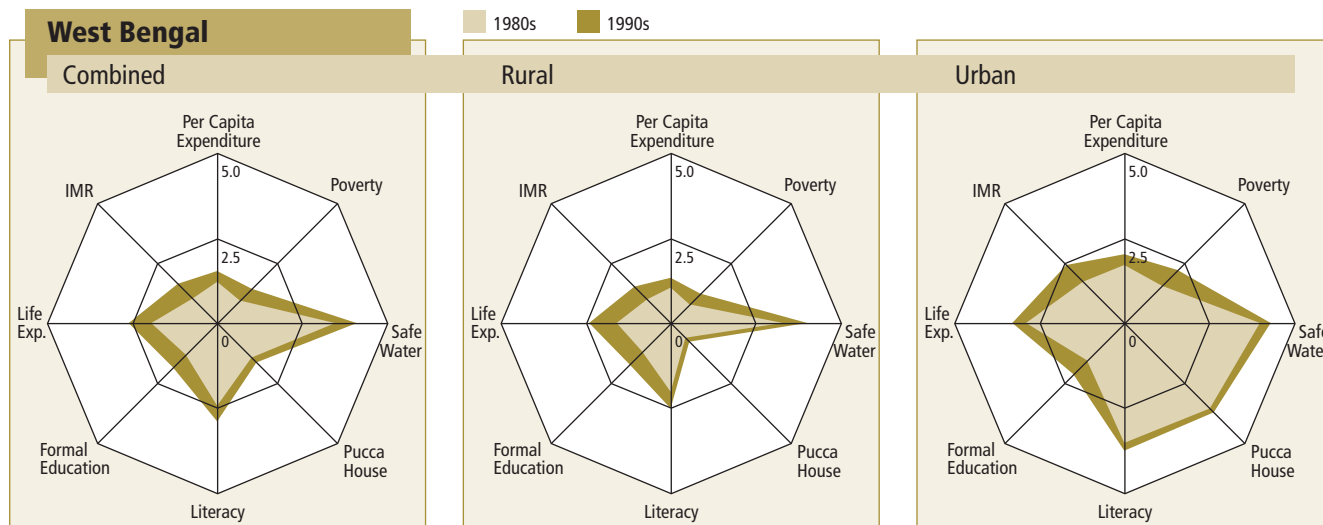 West Bengal
1980s
1990s
Combined
Rural
Urban
Per Capita
Expenditure
Poverty
Safe
Water
Pucca
House
Literacy
Formal
Education
Life
Exp.
IMR
5.0
2.5
0
Per Capita
Expenditure
Poverty
Safe
Water
Pucca
House
Literacy
Formal
Education
Life
Exp.
IMR
5.0
2.5
0
Per Capita
Expenditure
Poverty
Safe
Water
Pucca
House
Literacy
Formal
Education
Life
Exp.
IMR
5.0
2.5
0